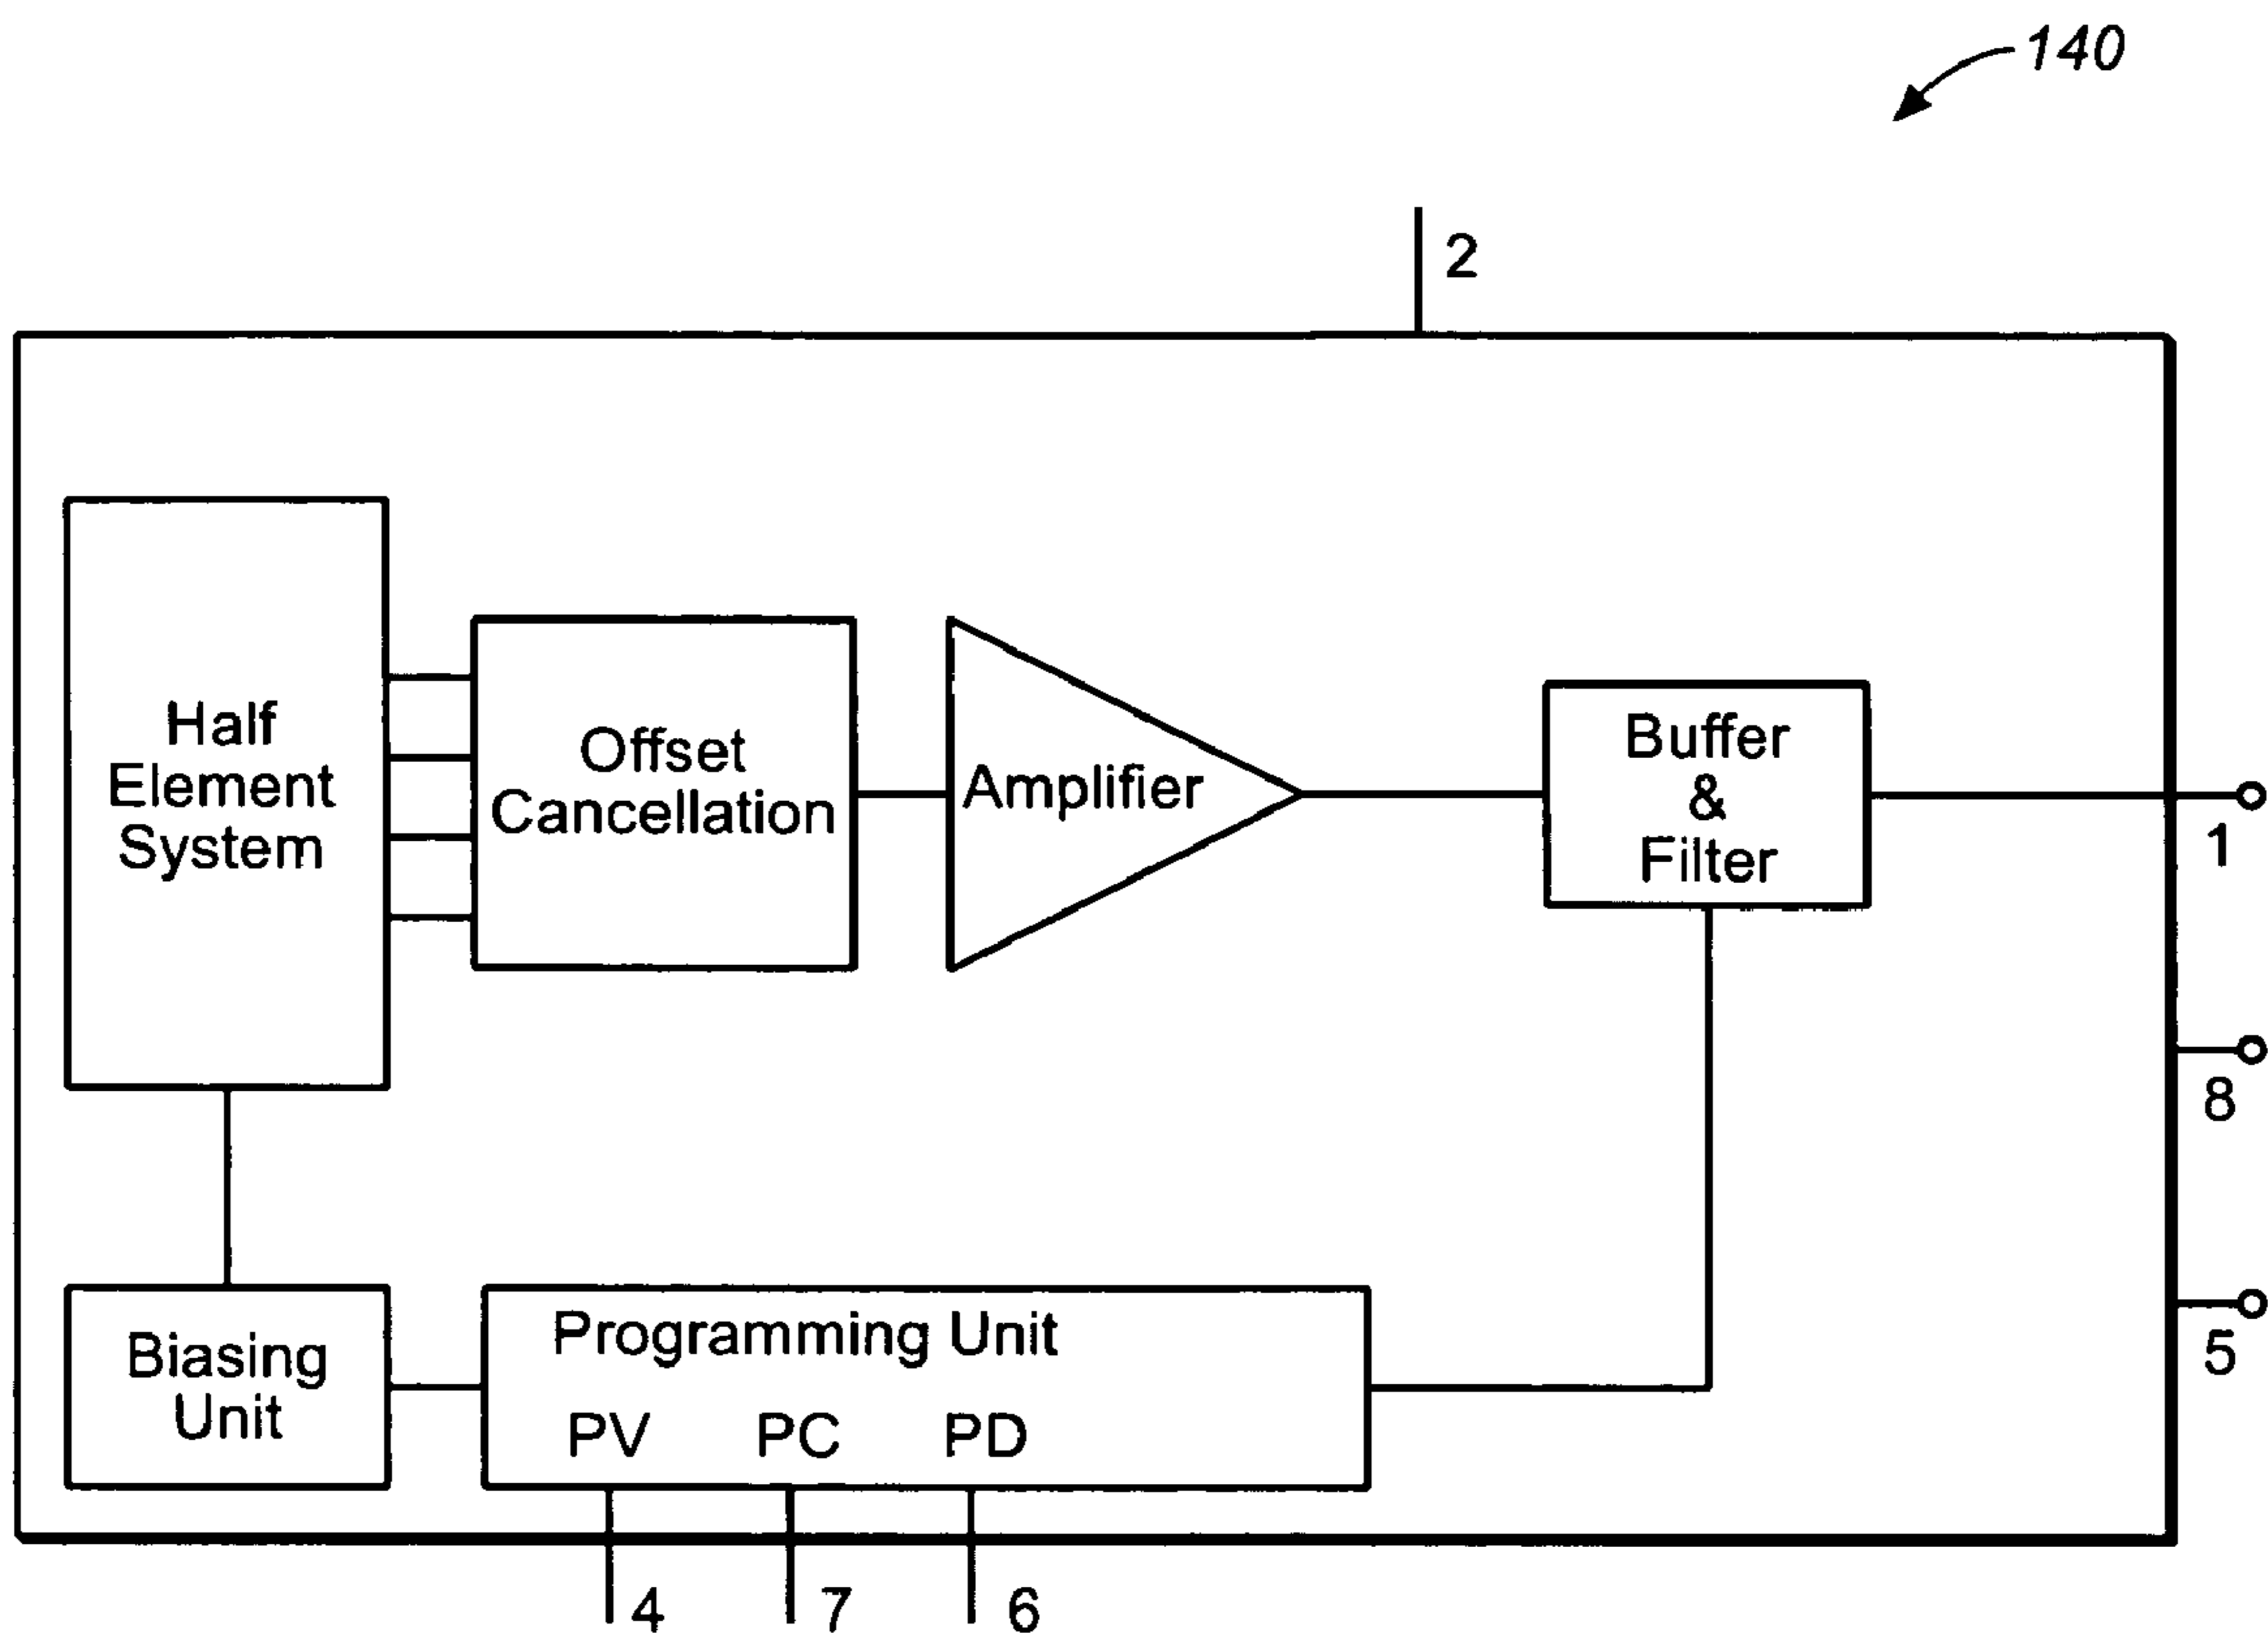 140
2
Half
Element
System
Offset
Cancellation
Amplifier
Buffer
&
Filter
1
8
5
Biasing
Unit
Programming Unit
PV PC PD
4 7 6